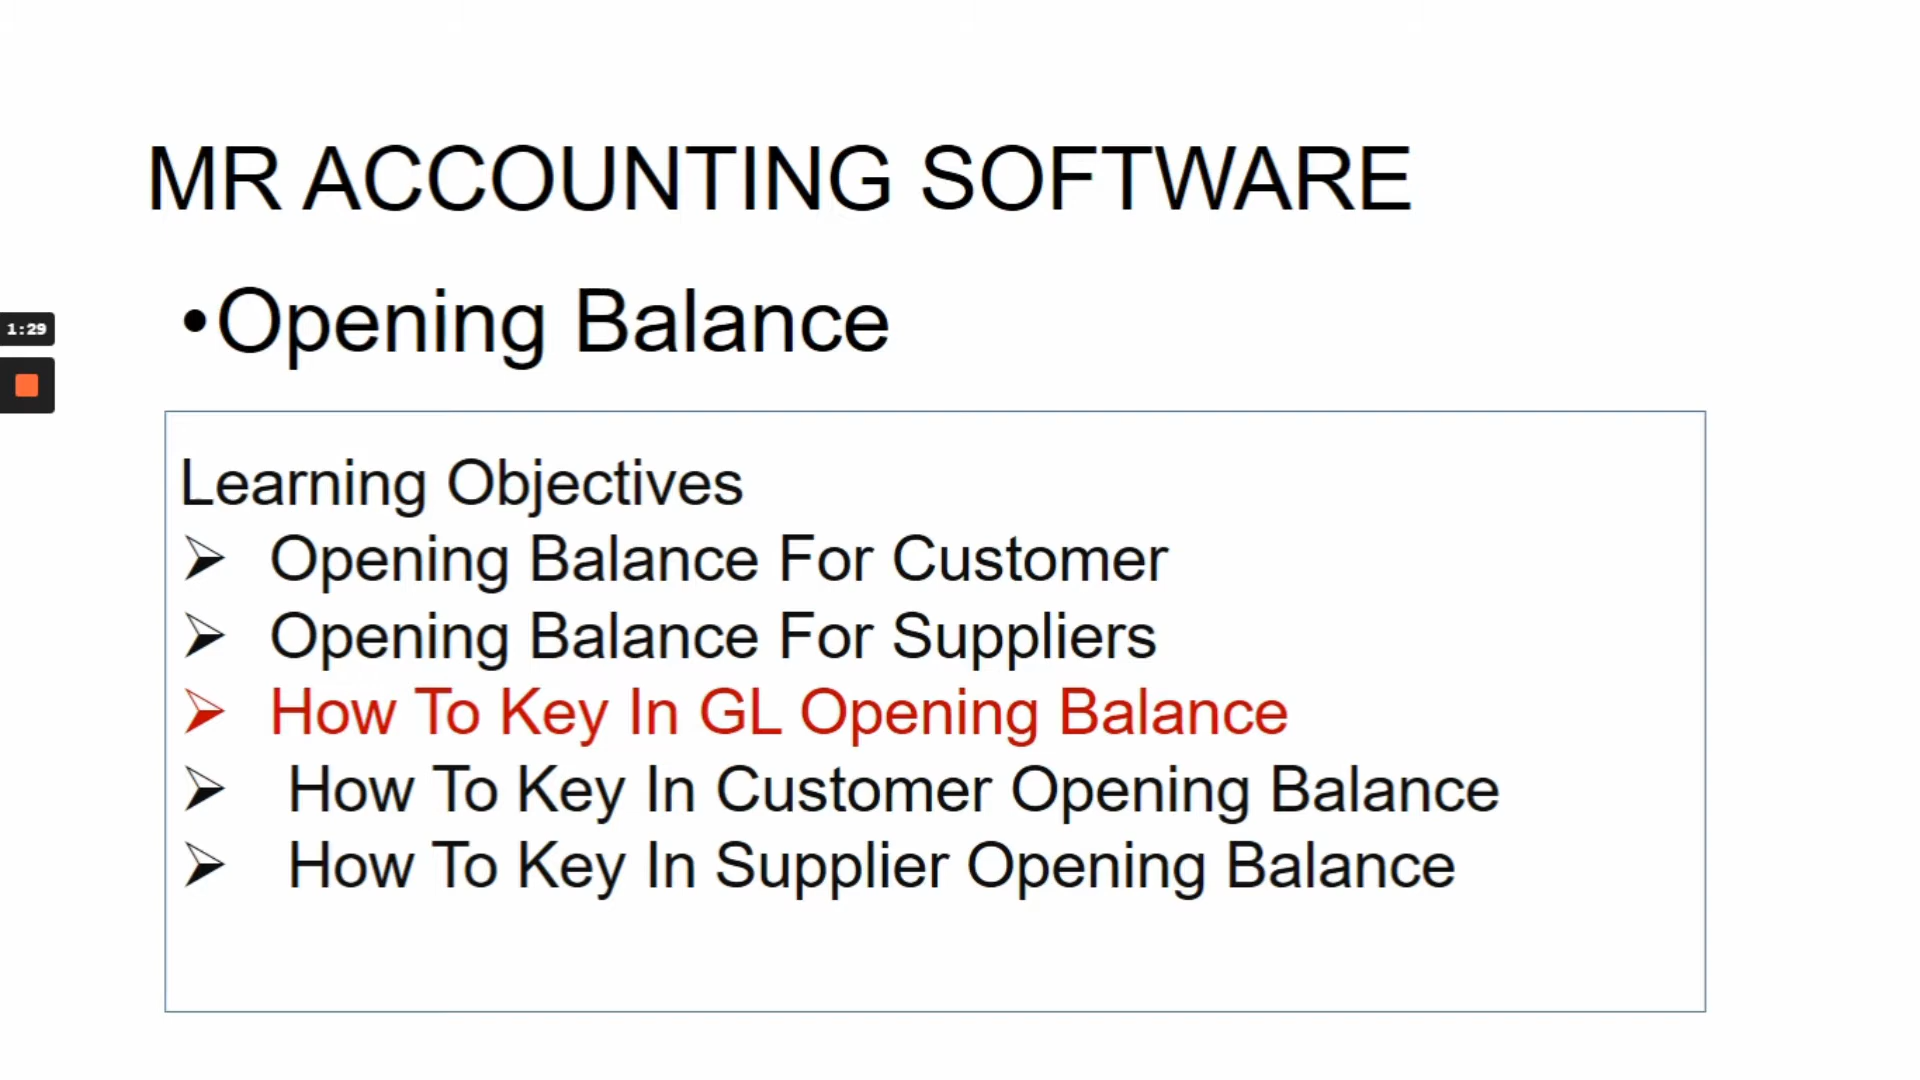 MR ACCOUNTING SOFTWARE
•Opening Balance
1:29
Learning Objectives
➢ Opening Balance For Customer
➢ Opening Balance For Suppliers
➢ How To Key In GL Opening Balance
➢ How To Key In Customer Opening Balance
➢ How To Key In Supplier Opening Balance